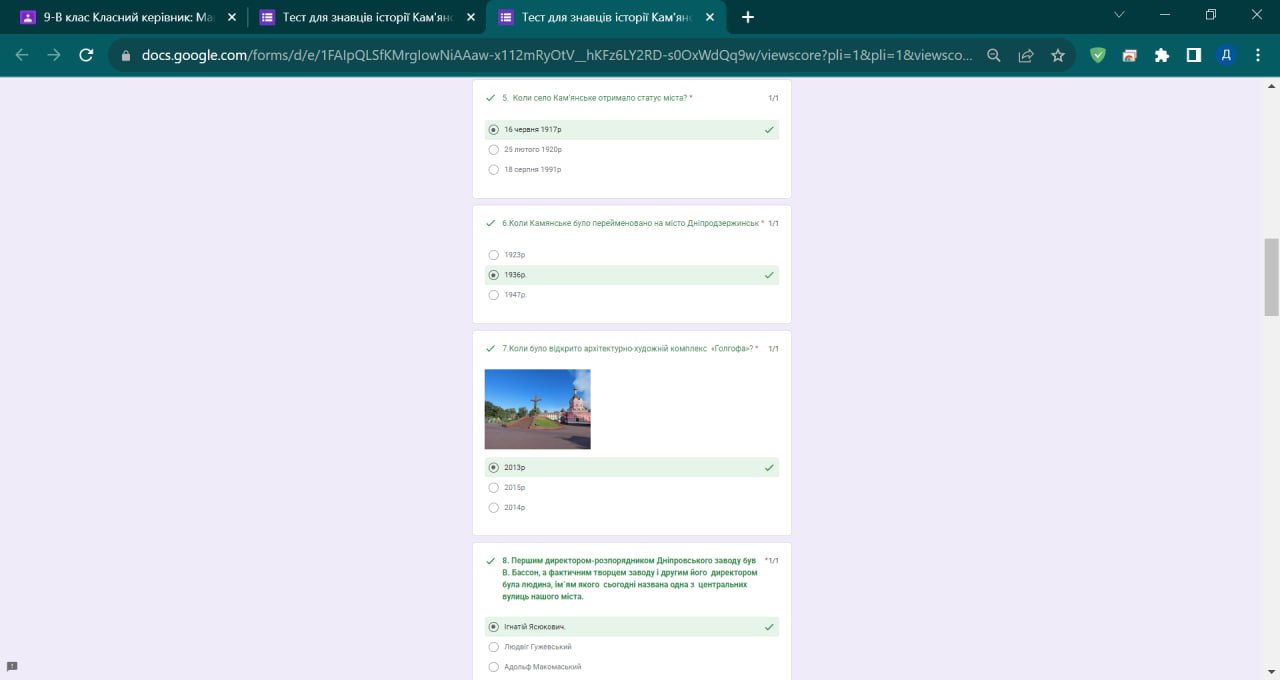 9-В клас Класний керівник: Ма
Тест для знавців історії Кам'янс
Тест для знавців історії Кам'янс
docs.google.com/forms/d/e/1FAIpQLSfKMrgIowNiAAaw-x112mRyOtV__hKFz6LY2RD-s0OxWdQq9w/viewscore?pli=1&pli=1&viewsco...
Д
5. Коли село Кам'янське отримало статус міста? *
1/1
16 червня 1917р
25 лютого 1920р
18 серпня 1991р
6.Коли Камянське було перейменовано на місто Дніпродзержинськ * 1/1
1923р
1936р.
1947р.
7.Коли було відкрито архітектурно-художній комплекс «Голгофа»? *
1/1
2013р
2015р
2014р
8. Першим директором-розпорядником Дніпровського заводу був *1/1
В. Бассон, а фактичним творцем заводу і другим його директором
була людина, ім'ям якого сьогодні названа одна з центральних
вулиць нашого міста.
Ігнатій Ясюкович.
Людвіг Гужевський
Адольф Макомаський